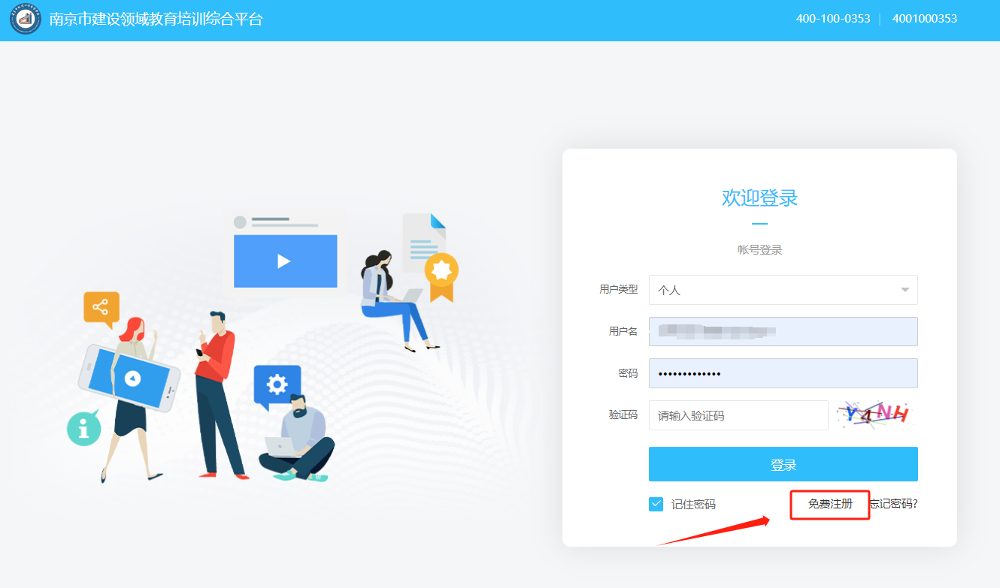 南京市建设领域教育培训综合平台
400-100-0353 | 4001000353
欢迎登录
帐号登录
用户类型 个人
用户名
密码 •••••••••••••
验证码 请输入验证码 YANH
登录
记住密码 免费注册 忘记密码?